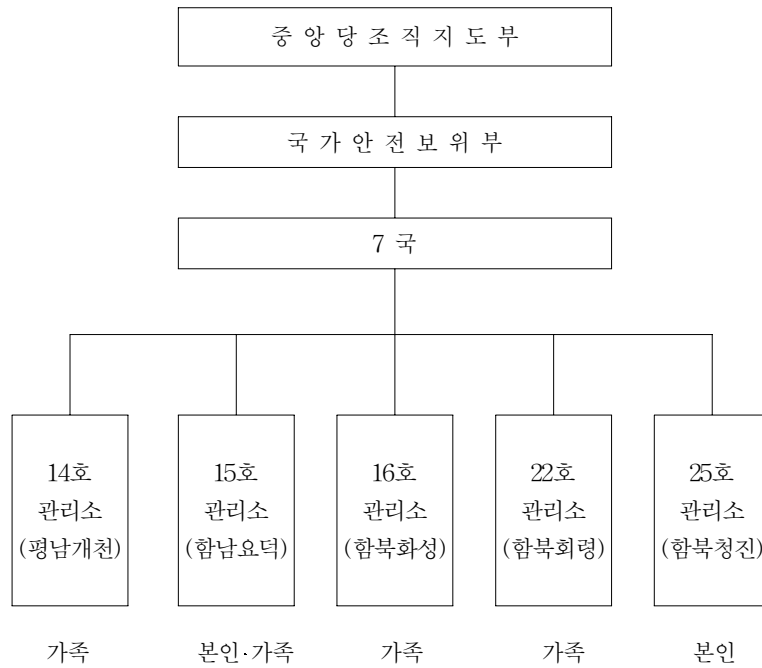 중 앙 당 조 직 지 도 부
국 가 안 전 보 위 부
7 국
14호
관리소
(평남개천)
15호
관리소
(함남요덕)
16호
관리소
(함북화성)
22호
관리소
(함북회령)
25호
관리소
(함북청진)
가족
본인·가족
가족
가족
본인